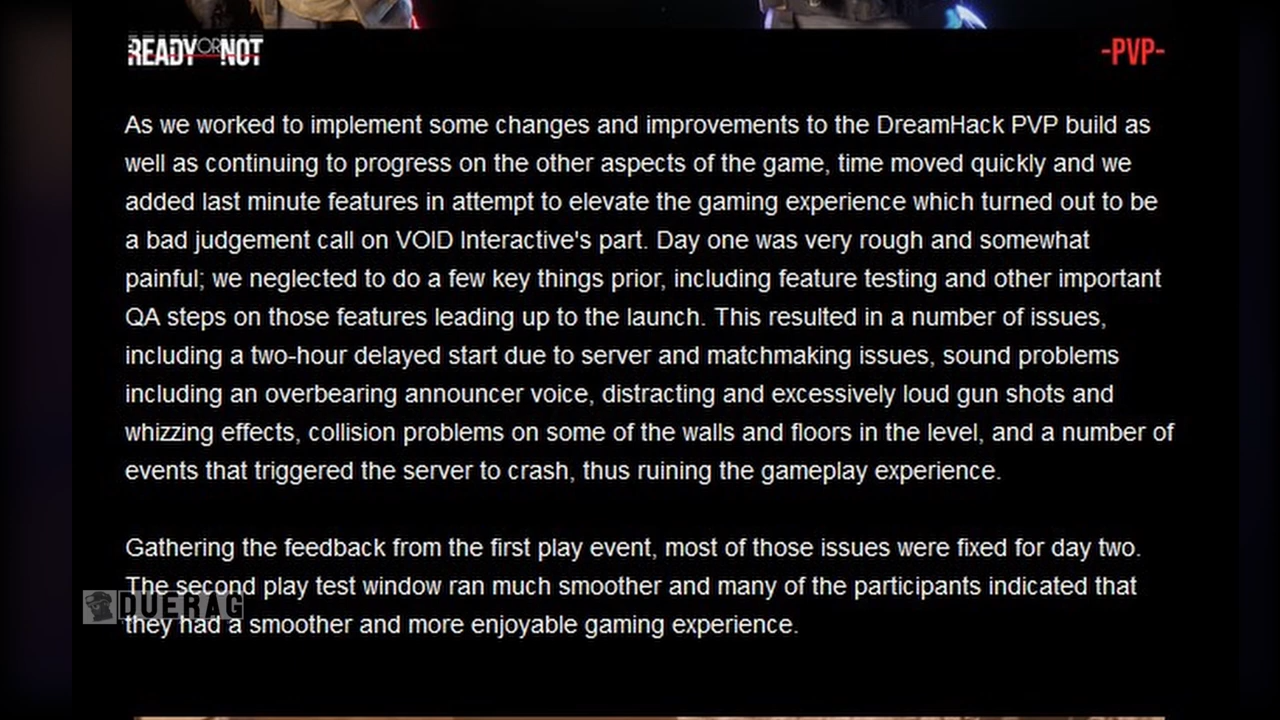 READY OR NOT
-PVP-
As we worked to implement some changes and improvements to the DreamHack PVP build as
well as continuing to progress on the other aspects of the game, time moved quickly and we
added last minute features in attempt to elevate the gaming experience which turned out to be
a bad judgement call on VOID Interactive's part. Day one was very rough and somewhat
painful; we neglected to do a few key things prior, including feature testing and other important
QA steps on those features leading up to the launch. This resulted in a number of issues,
including a two-hour delayed start due to server and matchmaking issues, sound problems
including an overbearing announcer voice, distracting and excessively loud gun shots and
whizzing effects, collision problems on some of the walls and floors in the level, and a number of
events that triggered the server to crash, thus ruining the gameplay experience.
Gathering the feedback from the first play event, most of those issues were fixed for day two.
The second play test window ran much smoother and many of the participants indicated that
they had a smoother and more enjoyable gaming experience.
DUERAG